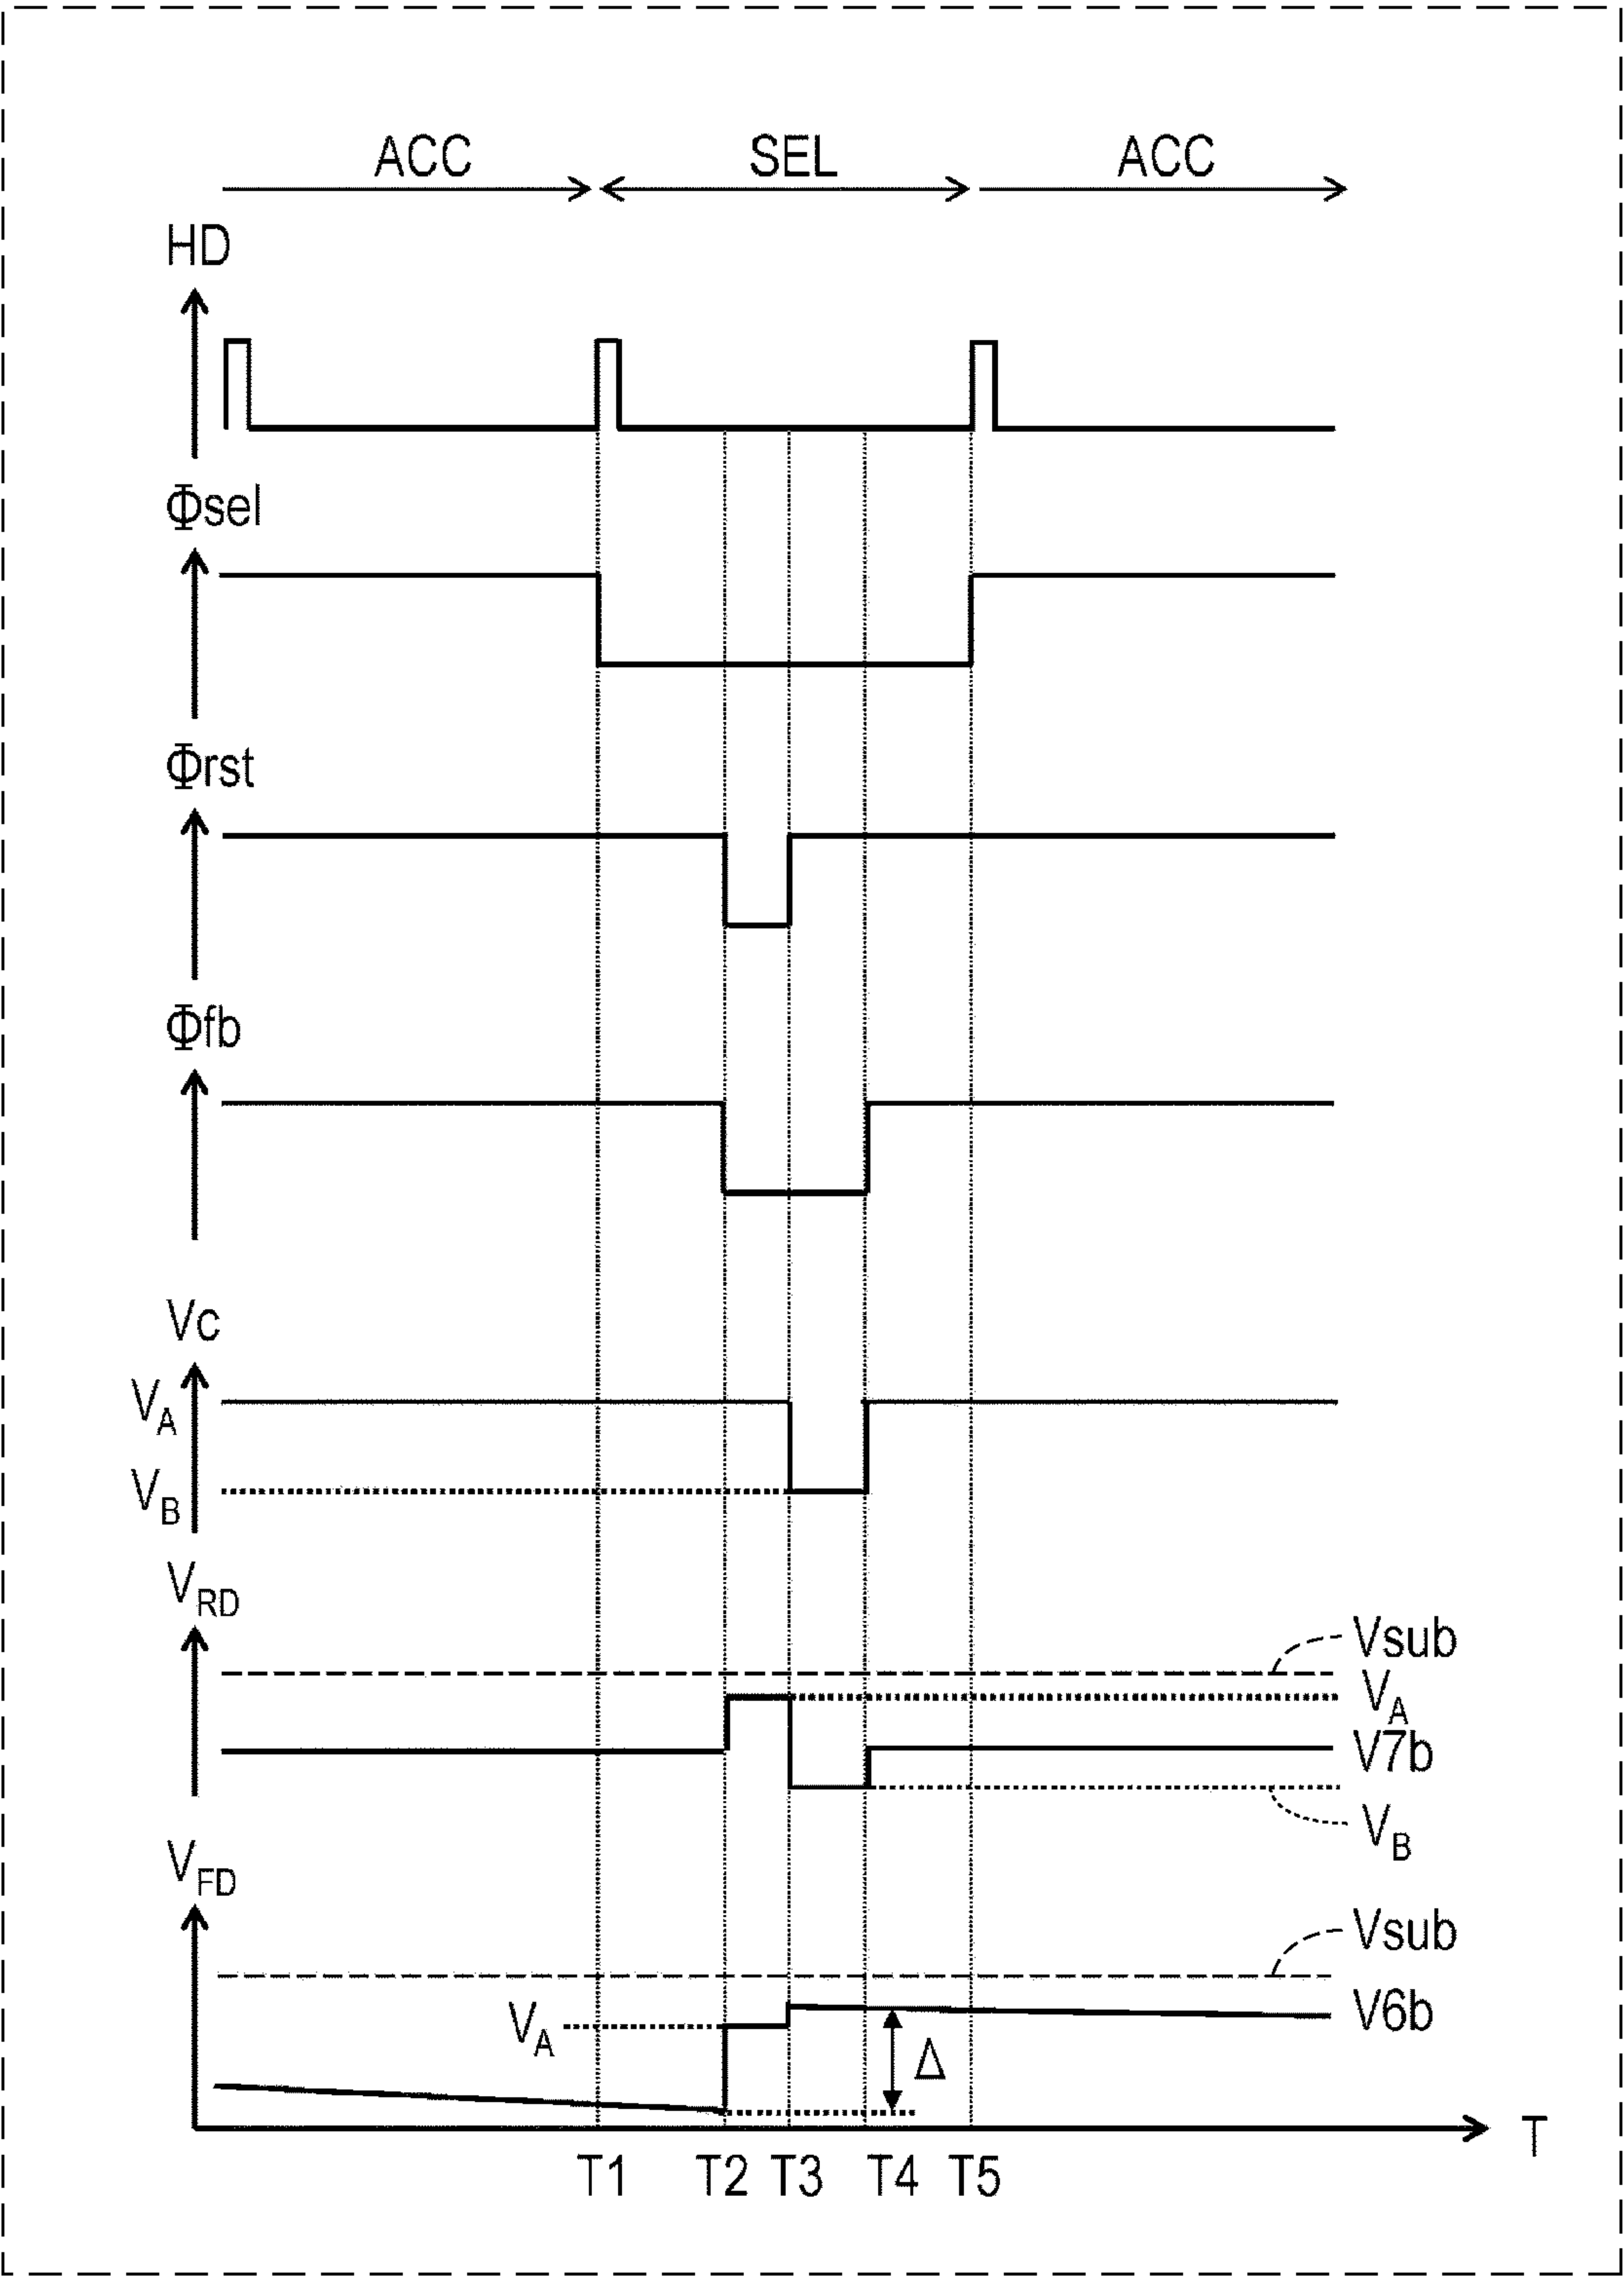 ACC SEL ACC
HD
Φsel
Φrst
Φfb
Vc
VA
VB
VRD
Vsub
VA
V7b
VB
VFD
Vsub
V6b
VA
Δ
T
T1 T2 T3 T4 T5